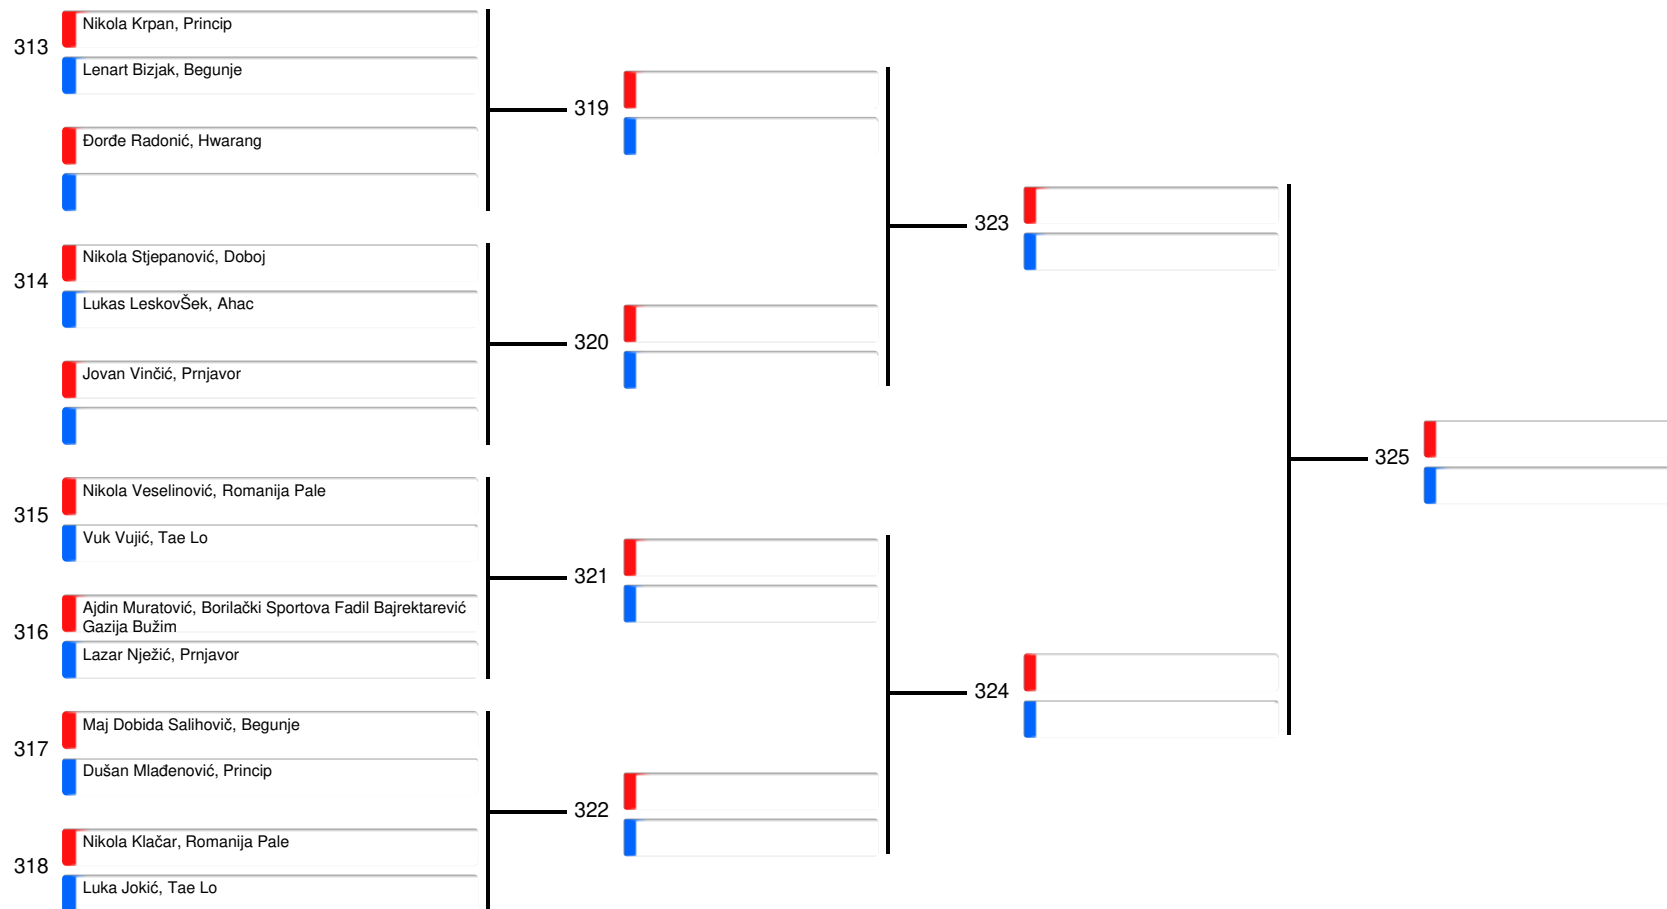 313
Nikola Krpan, Princip
Lenart Bizjak, Begunje
Đorđe Radonić, Hwarang
314
Nikola Stjepanović, Doboj
Lukas LeskovŠek, Ahac
Jovan Vinčić, Prnjavor
315
Nikola Veselinović, Romanija Pale
Vuk Vujić, Tae Lo
316
Ajdin Muratović, Borilački Sportova Fadil Bajrektarević
Gazija Bužim
Lazar Nježić, Prnjavor
317
Maj Dobida Salihovič, Begunje
Dušan Mlađenović, Princip
318
Nikola Klačar, Romanija Pale
Luka Jokić, Tae Lo
319
320
321
322
323
324
325